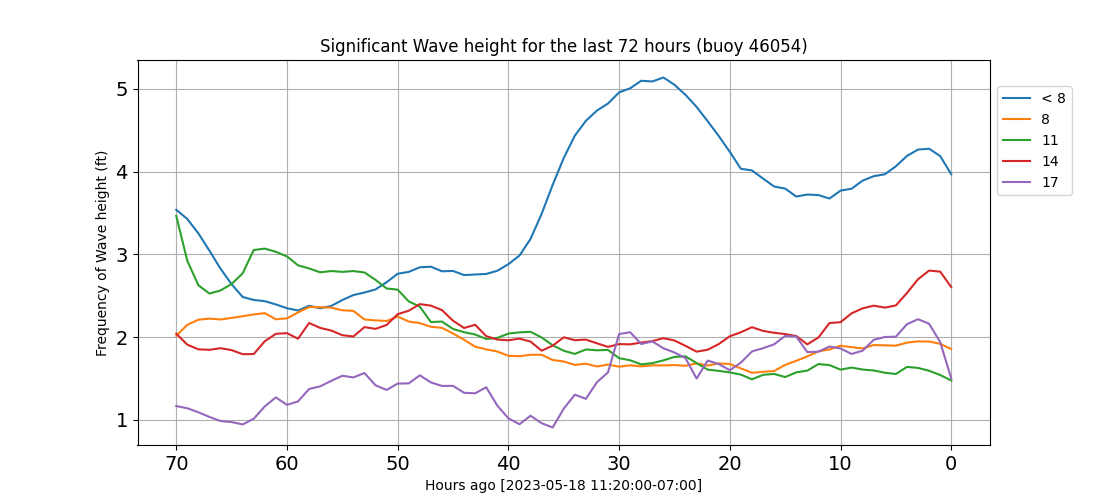 Significant Wave height for the last 72 hours (buoy 46054)
Frequency of Wave height (ft)
5
4
3
2
1
70 60 50 40 30 20 10 0
Hours ago [2023-05-18 11:20:00-07:00]
< 8
8
11
14
17